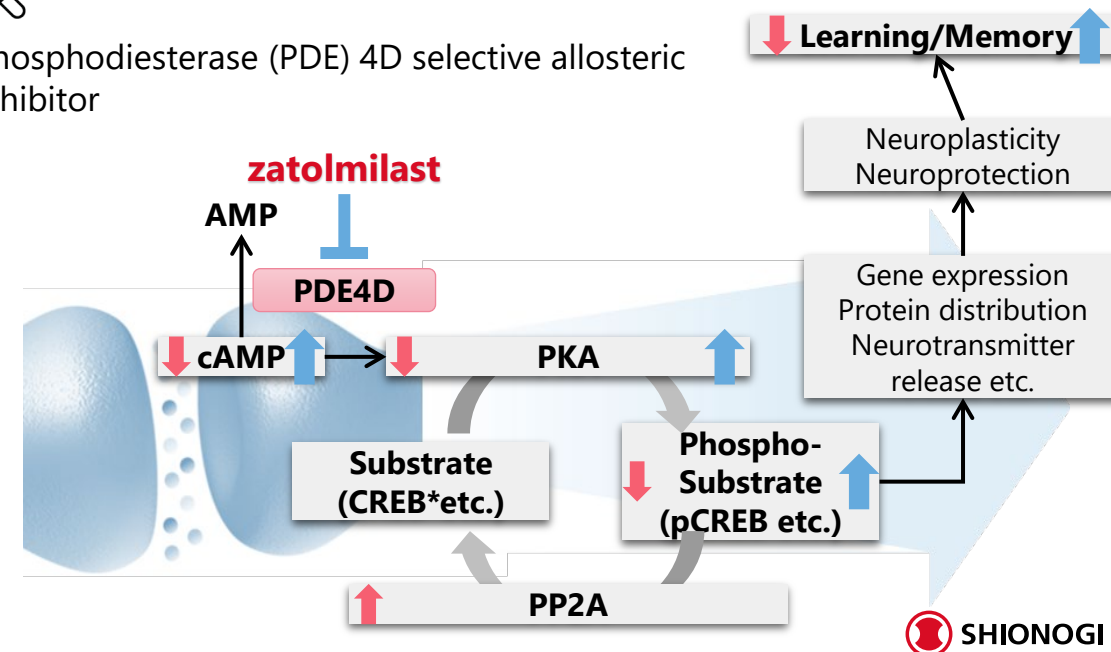 hosphodiesterase (PDE) 4D selective allosteric
hibitor
Learning/Memory
Neuroplasticity
Neuroprotection
zatolmilast
AMP
PDE4D
Gene expression
Protein distribution
Neurotransmitter
release etc.
cAMP
PKA
Substrate
(CREB*etc.)
Phospho-
Substrate
(pCREB etc.)
PP2A
SHIONOGI